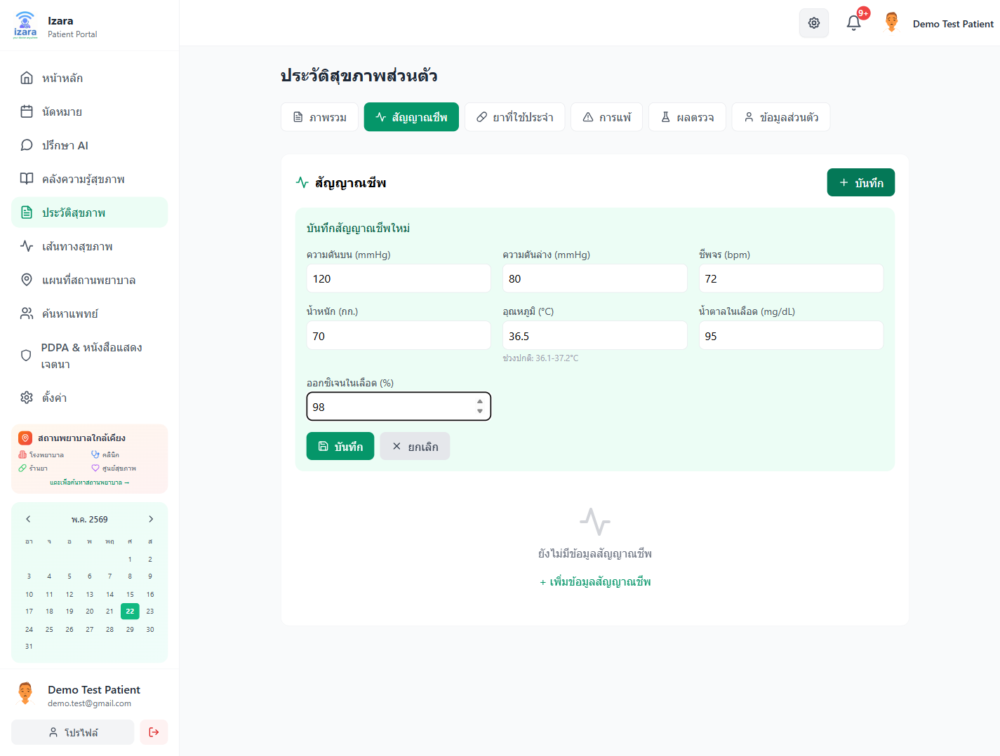 izara
Izara
Patient Portal
9+
Demo Test Patient
หน้าหลัก
นัดหมาย
ปรึกษา AI
คลังความรู้สุขภาพ
ประวัติสุขภาพ
เส้นทางสุขภาพ
แผนที่สถานพยาบาล
ค้นหาแพทย์
PDPA & หนังสือแสดง
เจตนา
ตั้งค่า
สถานพยาบาลใกล้เคียง
โรงพยาบาล คลินิก
ร้านยา ศูนย์สุขภาพ
แตะเพื่อค้นหาสถานพยาบาล →
พ.ค. 2569
อา จ อ พ พฤ ศ ส
1 2
3 4 5 6 7 8 9
10 11 12 13 14 15 16
17 18 19 20 21 22 23
24 25 26 27 28 29 30
31
Demo Test Patient
demo.test@gmail.com
โปรไฟล์
ประวัติสุขภาพส่วนตัว
ภาพรวม สัญญาณชีพ ยาที่ใช้ประจำ การแพ้ ผลตรวจ ข้อมูลส่วนตัว
สัญญาณชีพ
+ บันทึก
บันทึกสัญญาณชีพใหม่
ความดันบน (mmHg) ความดันล่าง (mmHg) ชีพจร (bpm)
120 80 72
น้ำหนัก (กก.) อุณหภูมิ (°C) น้ำตาลในเลือด (mg/dL)
70 36.5 95
ช่วงปกติ: 36.1-37.2°C
ออกซิเจนในเลือด (%)
98
บันทึก ยกเลิก
ยังไม่มีข้อมูลสัญญาณชีพ
+ เพิ่มข้อมูลสัญญาณชีพ